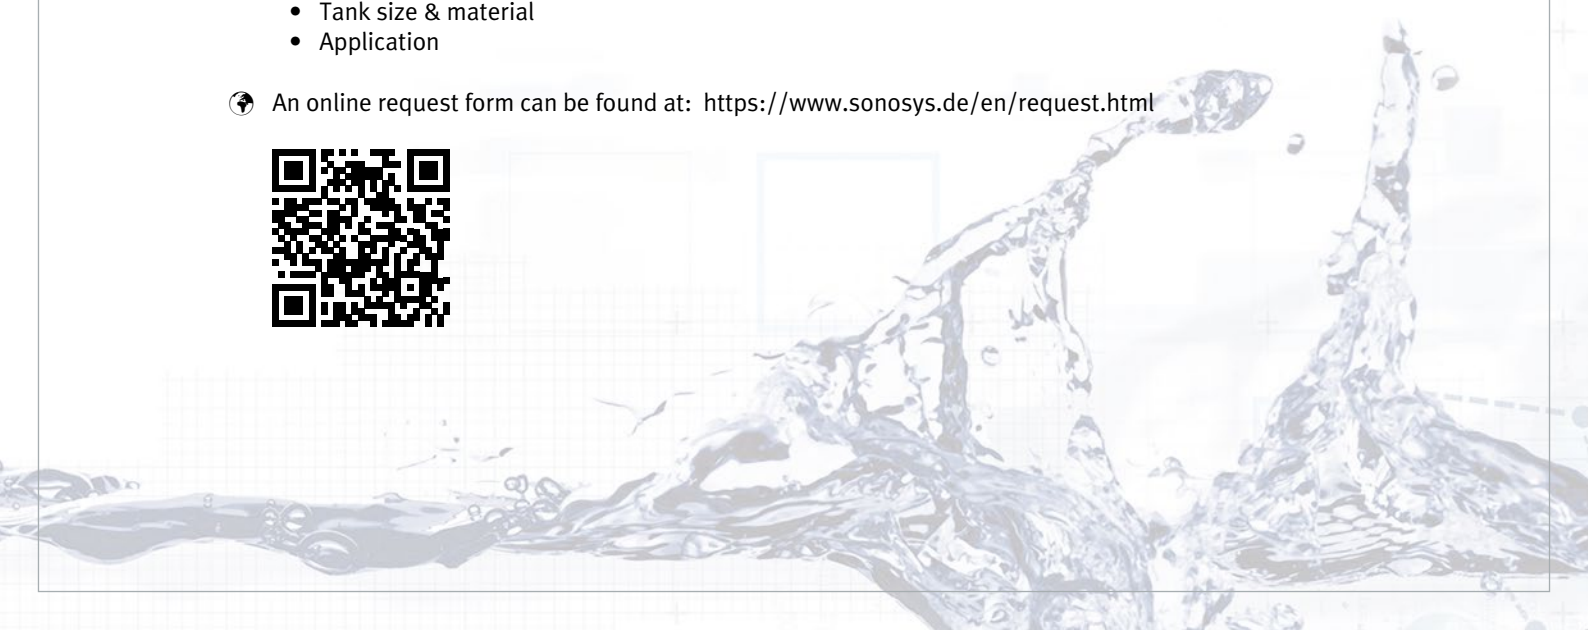 • Tank size & material
• Application
An online request form can be found at: https://www.sonosys.de/en/request.html